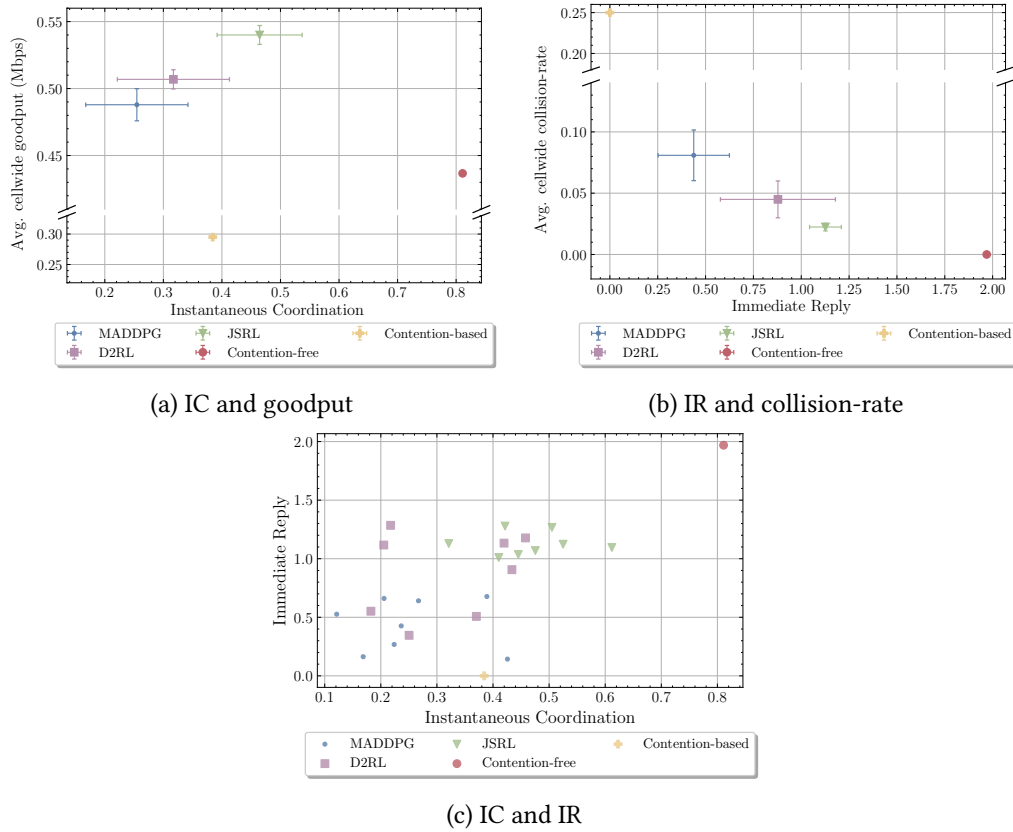 Avg. cellwide goodput (Mbps)
0.55
0.50
0.45
0.30
0.25
0.2 0.3 0.4 0.5 0.6 0.7 0.8
Instantaneous Coordination
MADDPG JSRL Contention-based
D2RL Contention-free
(a) IC and goodput
Avg. cellwide collision-rate
0.25
0.20
0.10
0.05
0.00
0.00 0.25 0.50 0.75 1.00 1.25 1.50 1.75 2.00
Immediate Reply
MADDPG JSRL Contention-based
D2RL Contention-free
(b) IR and collision-rate
Immediate Reply
2.0
1.5
1.0
0.5
0.0
0.1 0.2 0.3 0.4 0.5 0.6 0.7 0.8
Instantaneous Coordination
MADDPG JSRL Contention-based
D2RL Contention-free
(c) IC and IR